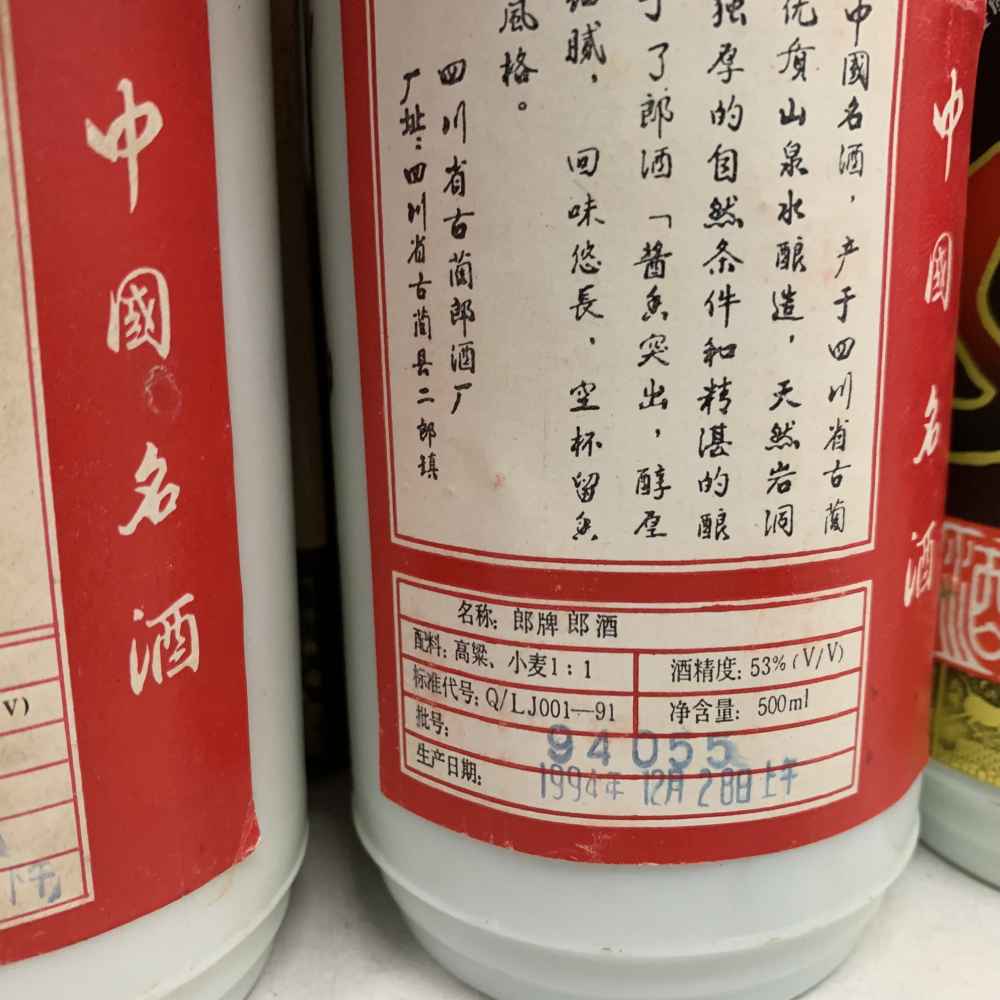 中國名酒
V)
下午
中國名酒，产于四川省古蔺
优质山泉水酿造，天然岩洞
独厚的自然条件和精湛的酿
了郎酒「酱香突出，醇厚
腻，回味悠長，空杯留香
風格。
四川省古蔺郎酒厂
厂址：四川省古蔺县二郎镇
名称：郎牌郎酒
配料：高粱、小麦1：1
酒精度：53%(V/V)
标准代号：Q/LJ001—91
净含量：500ml
批号：94 055
生产日期：1994年12月28日上午
中國名酒